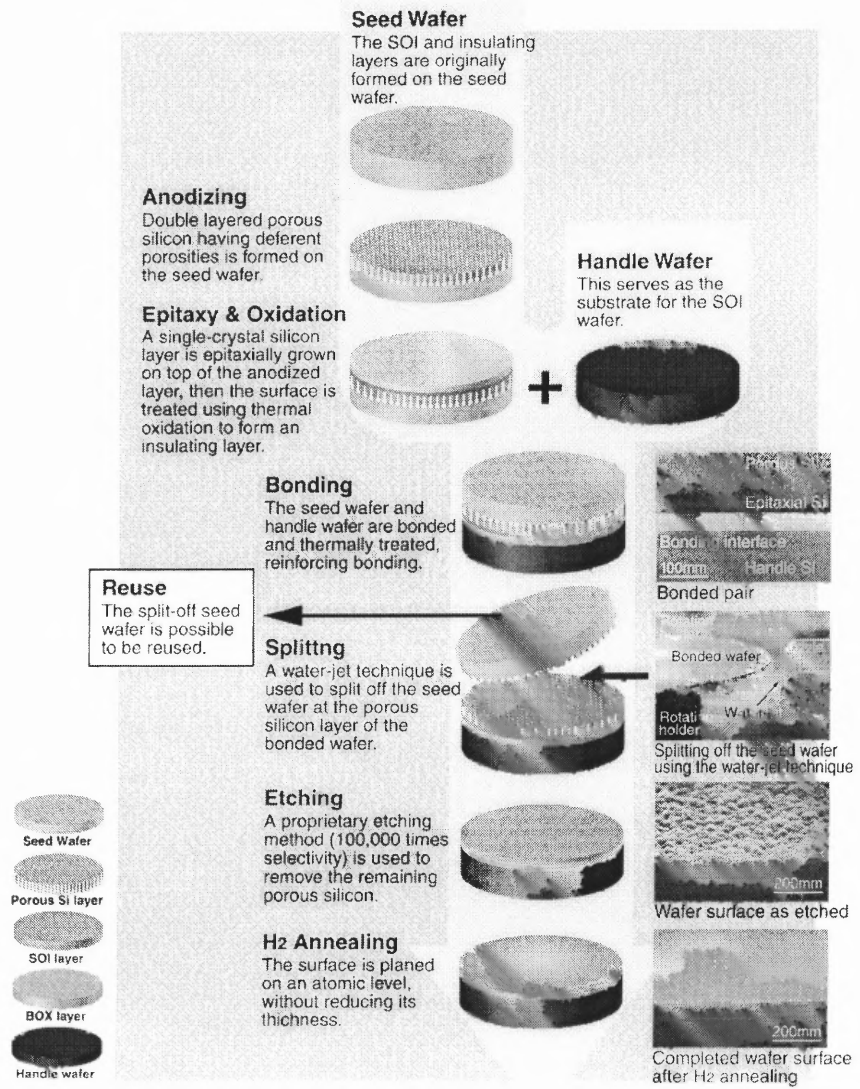 Seed Wafer
The SOI and insulating
layers are originally
formed on the seed
wafer.
Anodizing
Double layered porous
silicon having deferent
porosities is formed on
the seed wafer.
Handle Wafer
This serves as the
substrate for the SOI
wafer.
Epitaxy & Oxidation
A single-crystal silicon
layer is epitaxially grown
on top of the anodized
layer, then the surface is
treated using thermal
oxidation to form an
insulating layer.
+
Bonding
The seed wafer and
handle wafer are bonded
and thermally treated,
reinforcing bonding.
Epitaxial Si
Bonding interface
100mm Handle Si
Bonded pair
Reuse
The split-off seed
wafer is possible
to be reused.
Splittng
A water-jet technique is
used to split off the seed
wafer at the porous
silicon layer of the
bonded wafer.
Bonded wafer
Rotati
holder
Splitting off the seed wafer
using the water-jet technique
Etching
A proprietary etching
method (100,000 times
selectivity) is used to
remove the remaining
porous silicon.
200mm
Wafer surface as etched
H2 Annealing
The surface is planed
on an atomic level,
without reducing its
thickness.
200mm
Completed wafer surface
after H2 annealing
Seed Wafer
Porous Si layer
SOI layer
BOX layer
Handle wafer